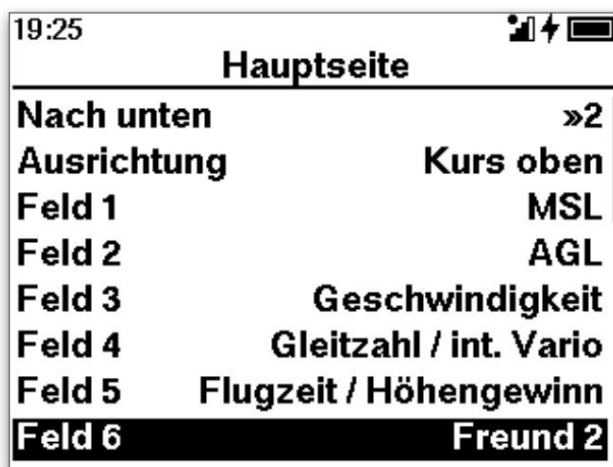 19:25
Hauptseite
Nach unten »2
Ausrichtung Kurs oben
Feld 1 MSL
Feld 2 AGL
Feld 3 Geschwindigkeit
Feld 4 Gleitzahl / int. Vario
Feld 5 Flugzeit / Höhengewinn
Feld 6 Freund 2